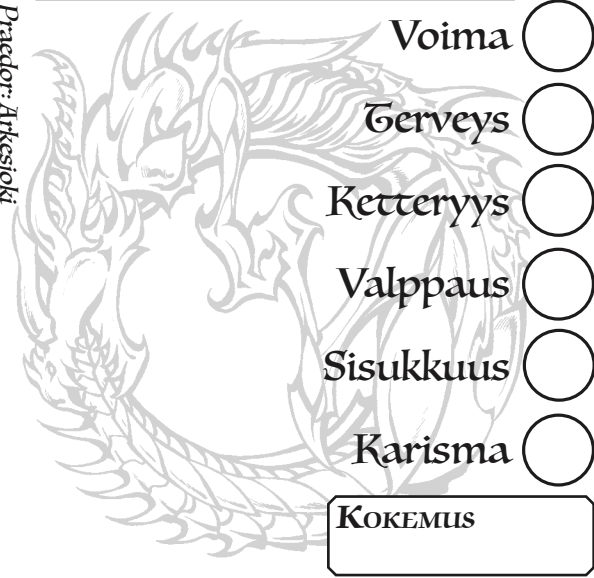 Praedor: Arkesioki
Voima
Terveys
Ketteryys
Valppaus
Sisukkuus
Karisma
KOKEMUS